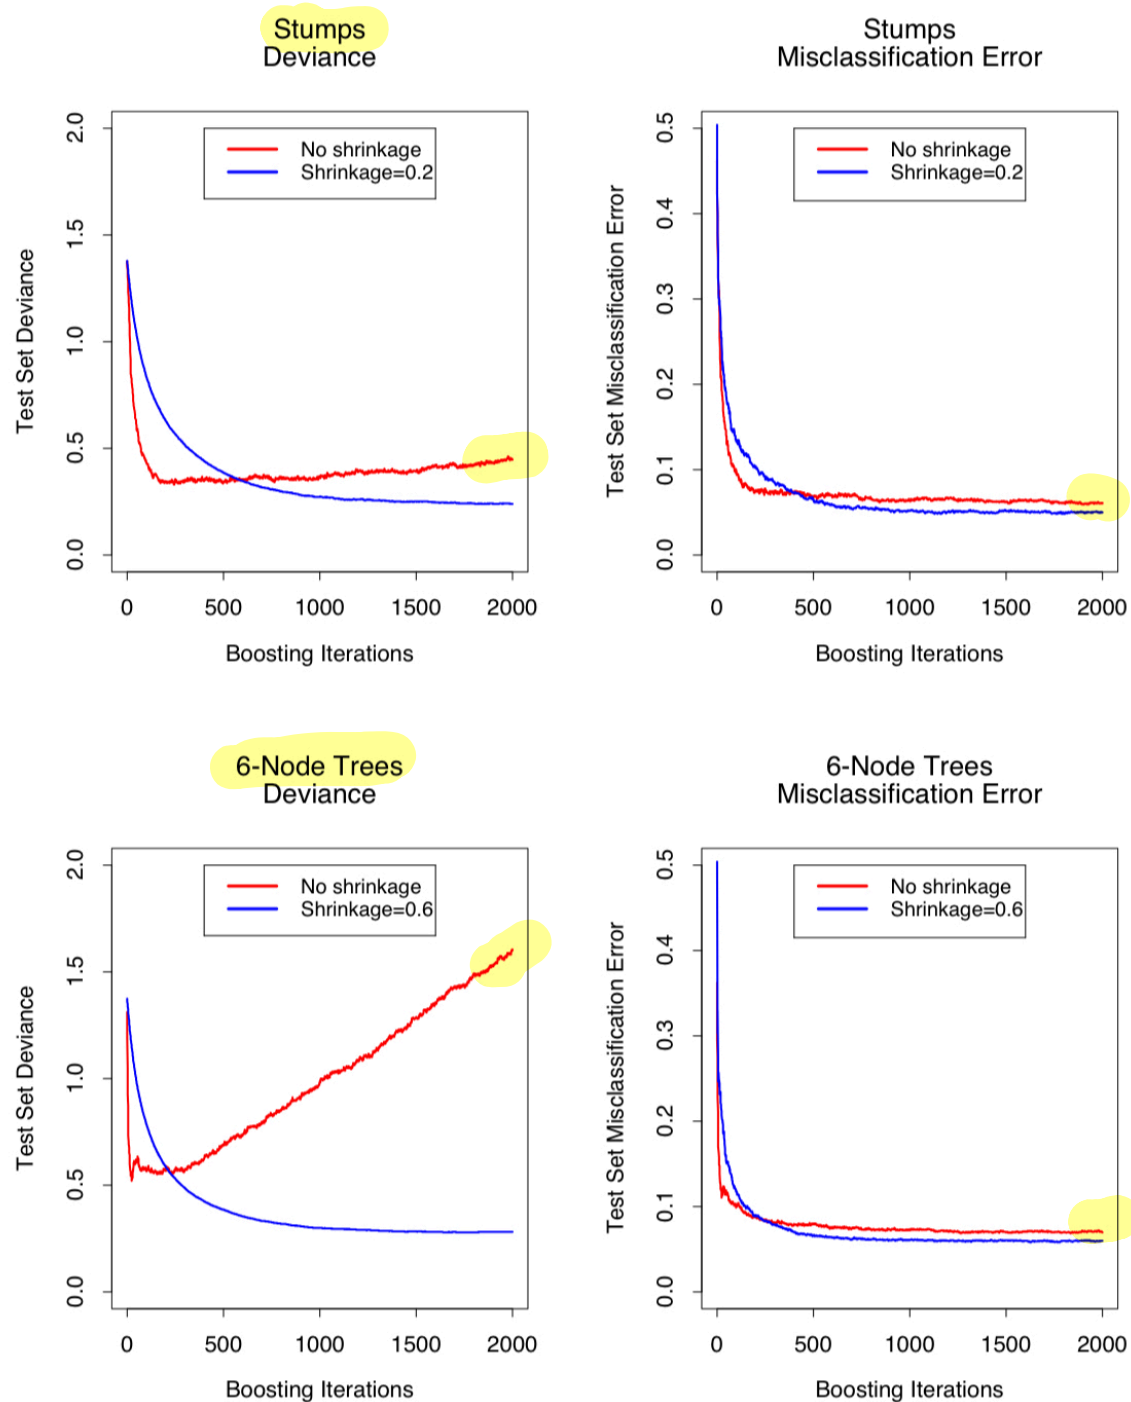 Stumps
Deviance
2.0
1.5
1.0
0.5
0.0
Test Set Deviance
No shrinkage
Shrinkage=0.2
0 500 1000 1500 2000
Boosting Iterations
Stumps
Misclassification Error
0.5
0.4
0.3
0.2
0.1
0.0
Test Set Misclassification Error
No shrinkage
Shrinkage=0.2
0 500 1000 1500 2000
Boosting Iterations
6-Node Trees
Deviance
2.0
1.5
1.0
0.5
0.0
Test Set Deviance
No shrinkage
Shrinkage=0.6
0 500 1000 1500 2000
Boosting Iterations
6-Node Trees
Misclassification Error
0.5
0.4
0.3
0.2
0.1
0.0
Test Set Misclassification Error
No shrinkage
Shrinkage=0.6
0 500 1000 1500 2000
Boosting Iterations